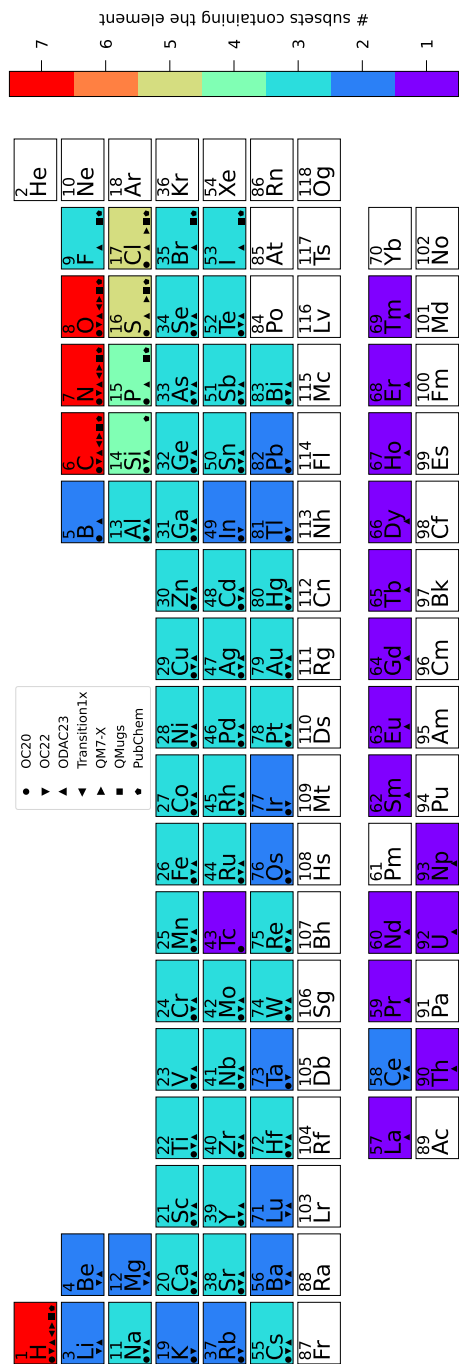 1 H
2 He
3 Li
4 Be
5 B
6 C
7 N
8 O
9 F
10 Ne
11 Na
12 Mg
13 Al
14 Si
15 P
16 S
17 Cl
18 Ar
19 K
20 Ca
21 Sc
22 Ti
23 V
24 Cr
25 Mn
26 Fe
27 Co
28 Ni
29 Cu
30 Zn
31 Ga
32 Ge
33 As
34 Se
35 Br
36 Kr
37 Rb
38 Sr
39 Y
40 Zr
41 Nb
42 Mo
43 Tc
44 Ru
45 Rh
46 Pd
47 Ag
48 Cd
49 In
50 Sn
51 Sb
52 Te
53 I
54 Xe
55 Cs
56 Ba
71 Lu
72 Hf
73 Ta
74 W
75 Re
76 Os
77 Ir
78 Pt
79 Au
80 Hg
81 Tl
82 Pb
83 Bi
84 Po
85 At
86 Rn
87 Fr
88 Ra
103 Lr
104 Rf
105 Db
106 Sg
107 Bh
108 Hs
109 Mt
110 Ds
111 Rg
112 Cn
113 Nh
114 Fl
115 Mc
116 Lv
117 Ts
118 Og
57 La
58 Ce
59 Pr
60 Nd
61 Pm
62 Sm
63 Eu
64 Gd
65 Tb
66 Dy
67 Ho
68 Er
69 Tm
70 Yb
89 Ac
90 Th
91 Pa
92 U
93 Np
94 Pu
95 Am
96 Cm
97 Bk
98 Cf
99 Es
100 Fm
101 Md
102 No
OC20
OC22
ODAC23
Transition1x
QM7-X
QMugs
PubChem
7
6
5
4
3
2
1
# subsets containing the element